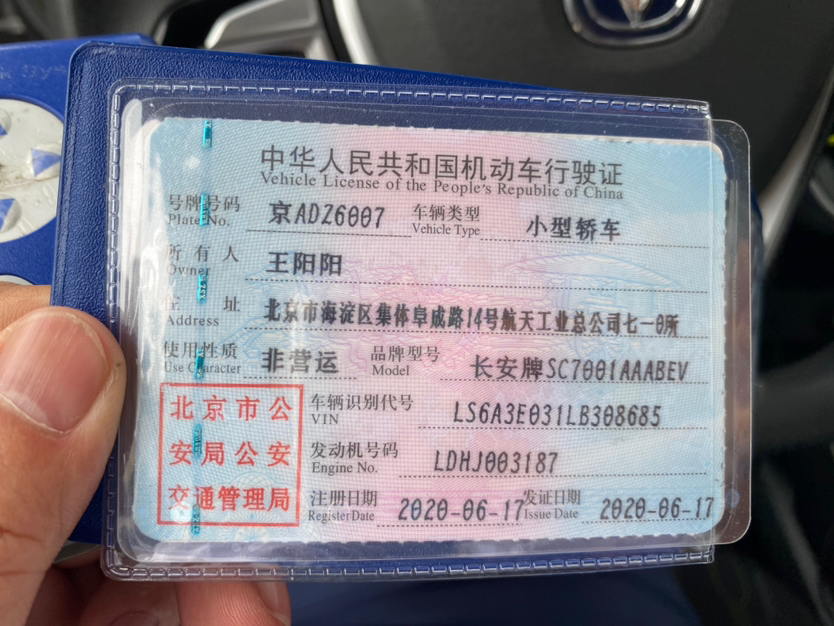 中华人民共和国机动车行驶证
Vehicle License of the People's Republic of China
号牌号码 京ADZ6007 车辆类型 小型轿车
Plate No. Vehicle Type
所有人 王阳阳
Owner
住址 北京市海淀区集体阜成路14号航天工业总公司七一0所
Address
使用性质 非营运 品牌型号 长安牌SC7001AAABEV
Use Character Model
北京市公
安局公安
交通管理局
车辆识别代号 LS6A3E031LB308685
VIN
发动机号码 LDHJ003187
Engine No.
注册日期 2020-06-17 发证日期 2020-06-17
Register Date Issue Date